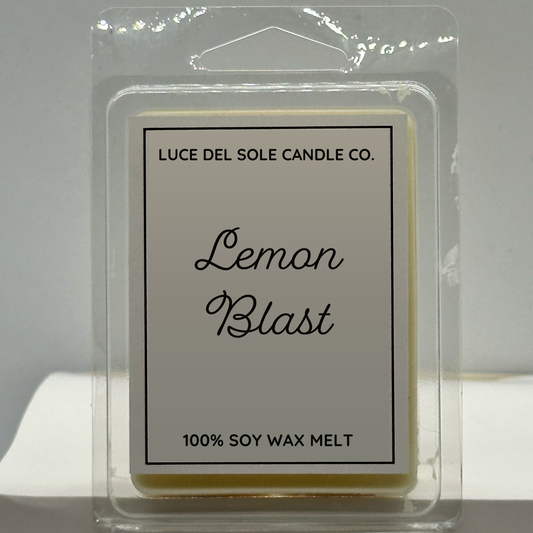 LUCE DEL SOLE CANDLE CO.
Lemon
Blast
100% SOY WAX MELT